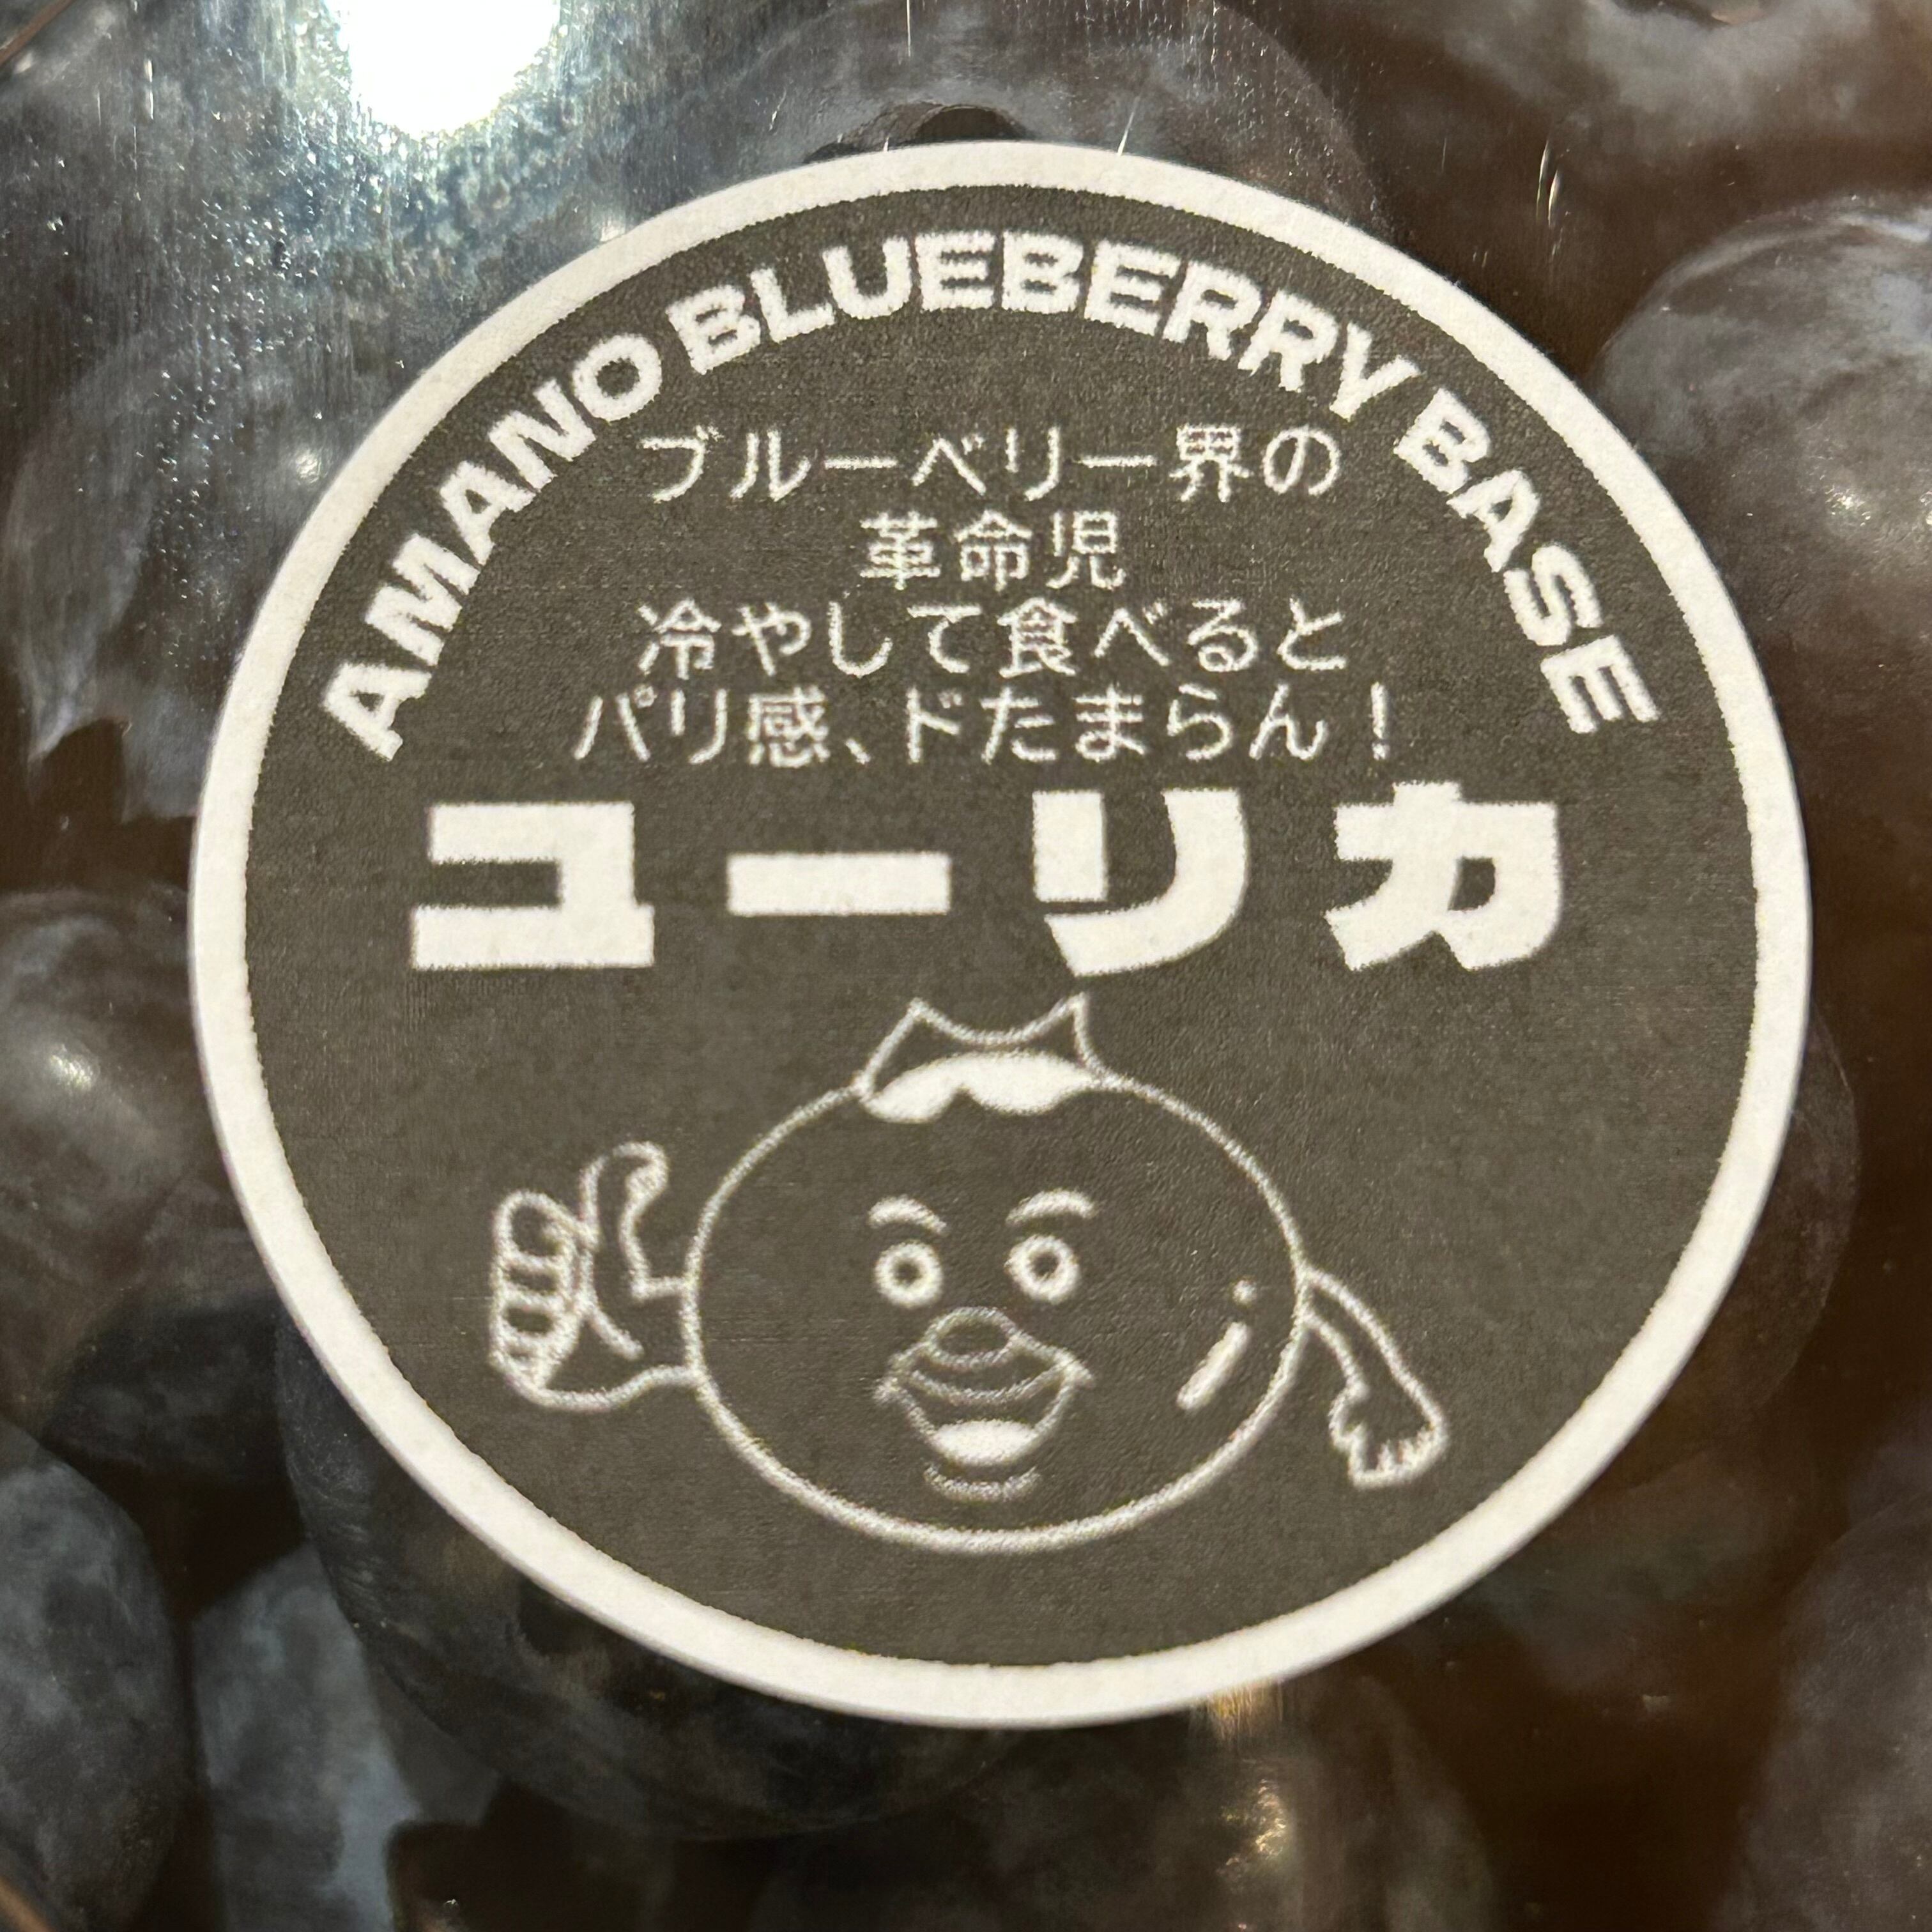 AMANO BLUEBERRY BASE
ブルーベリー界の
革命児
冷やして食べると
パリ感、ドたまらん！
ユーリカ